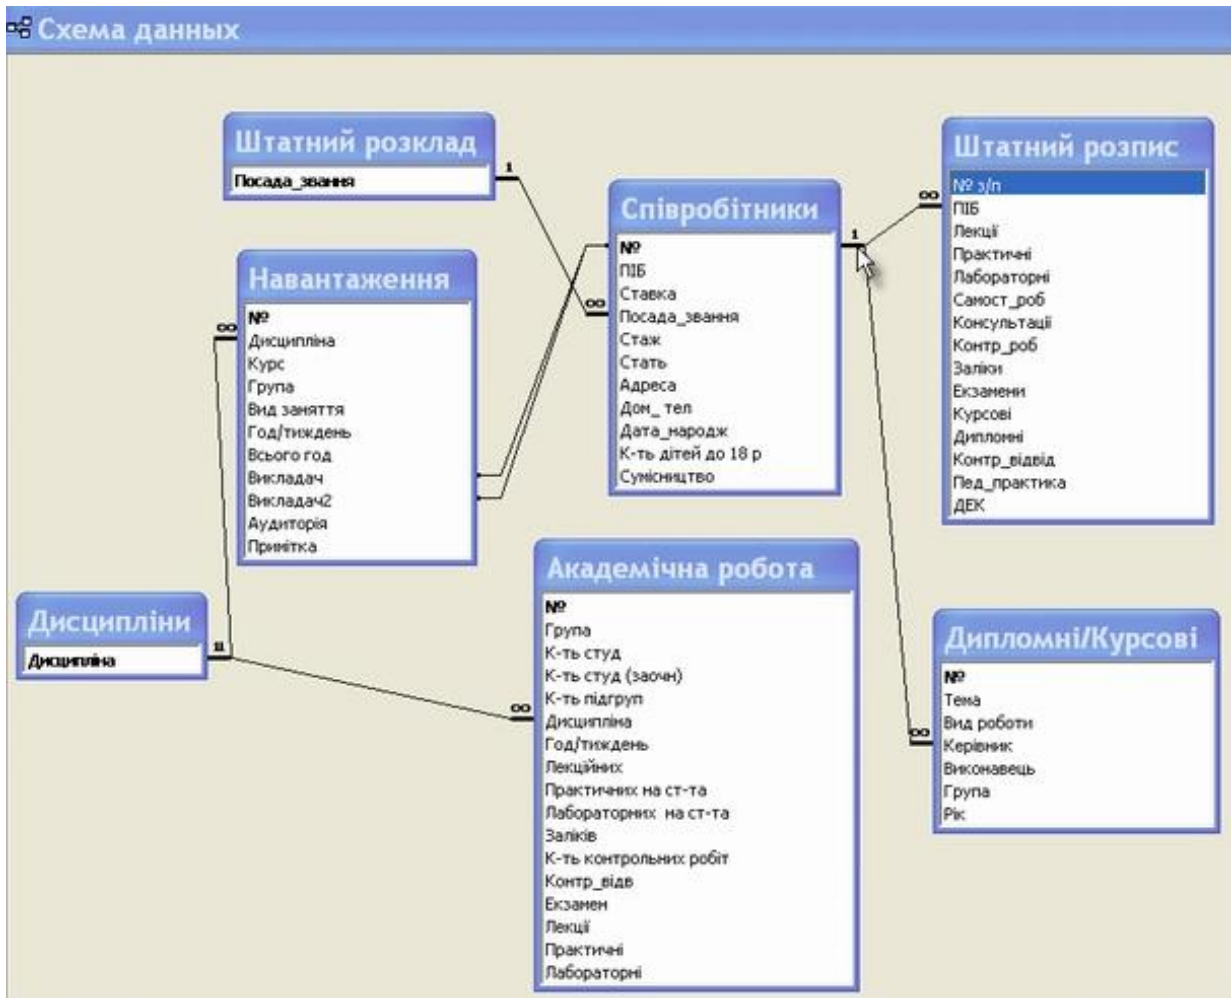 Схема данных
Штатний розклад
Посада_звання
1
Навантаження
№
Дисципліна
Курс
Група
Вид заняття
Год/тиждень
Всього год
Викладач
Викладач2
Аудиторія
Примітка
∞
Дисципліни
Дисципліна
Співробітники
№
ПІБ
Ставка
Посада_звання
Стаж
Стать
Адреса
Дом_ тел
Дата_народж
К-ть дітей до 18 р
Сумісництво
∞
1
Академічна робота
№
Група
К-ть студ
К-ть студ (заочн)
К-ть підгруп
Дисципліна
Год/тиждень
Лекційних
Практичних на ст-та
Лабораторних на ст-та
Заліків
К-ть контрольних робіт
Контр_відв
Екзамен
Лекції
Практичні
Лабораторні
∞
Штатний розпис
№ з/п
ПІБ
Лекції
Практичні
Лабораторні
Самост_роб
Консультації
Контр_роб
Заліки
Екзамени
Курсові
Дипломні
Контр_відвід
Пед_практика
ДЕК
∞
Дипломні/Курсові
№
Тема
Вид роботи
Керівник
Виконавець
Група
Рік
∞